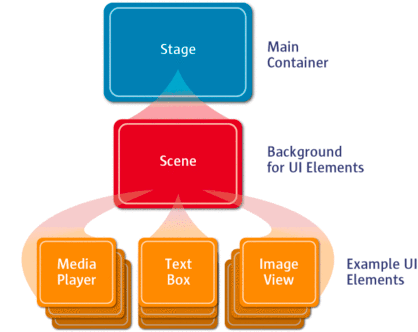 Stage
Main
Container
Scene
Background
for UI Elements
Media
Player
Text
Box
Image
View
Example UI
Elements